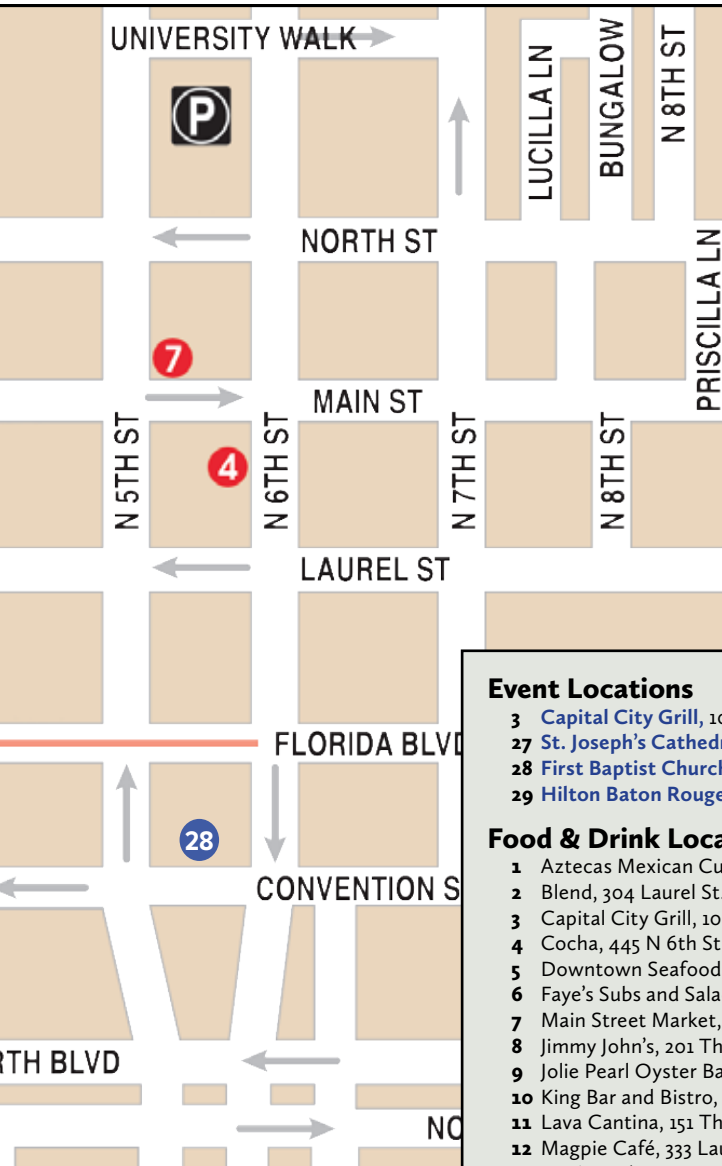 UNIVERSITY WALK
LUCILLA LN
BUNGALOW
N 8TH ST
P
NORTH ST
PRISCILLA LN
7
MAIN ST
N 5TH ST
4
N 6TH ST
N 7TH ST
N 8TH ST
LAUREL ST
FLORIDA BLVD
28
CONVENTION S
RTH BLVD
NO
Event Locations
3 Capital City Grill, 10
27 St. Joseph's Cathedr
28 First Baptist Church
29 Hilton Baton Rouge
Food & Drink Loca
1 Aztecas Mexican Cu
2 Blend, 304 Laurel St.
3 Capital City Grill, 10
4 Cocha, 445 N 6th St
5 Downtown Seafood
6 Faye's Subs and Sala
7 Main Street Market,
8 Jimmy John's, 201 Th
9 Jolie Pearl Oyster Ba
10 King Bar and Bistro,
11 Lava Cantina, 151 Th
12 Magpie Café, 333 Lau